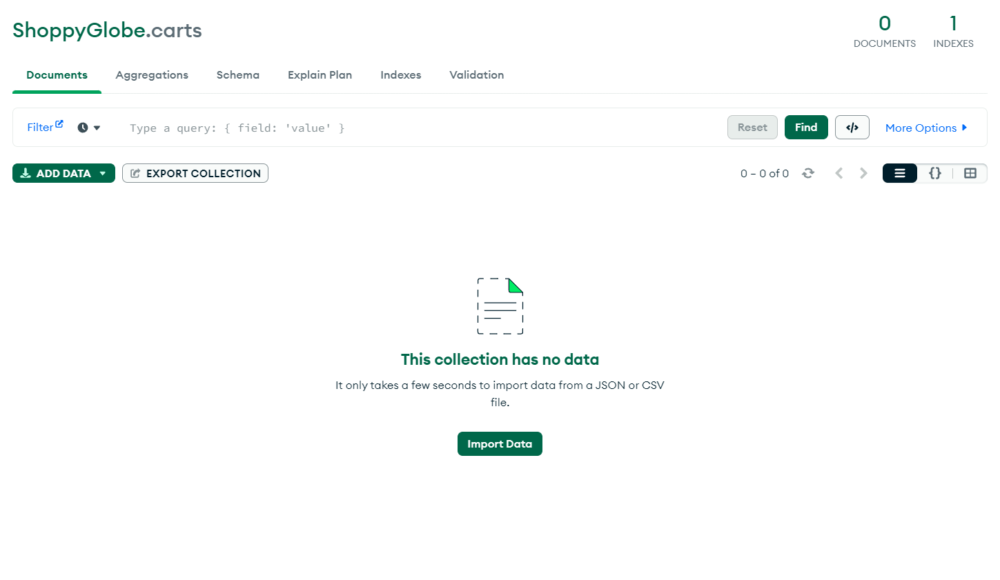 ShoppyGlobe.carts
0 DOCUMENTS
1 INDEXES
Documents Aggregations Schema Explain Plan Indexes Validation
Filter Type a query: { field: 'value' } Reset Find </> More Options
ADD DATA EXPORT COLLECTION 0 – 0 of 0 {}
This collection has no data
It only takes a few seconds to import data from a JSON or CSV
file.
Import Data